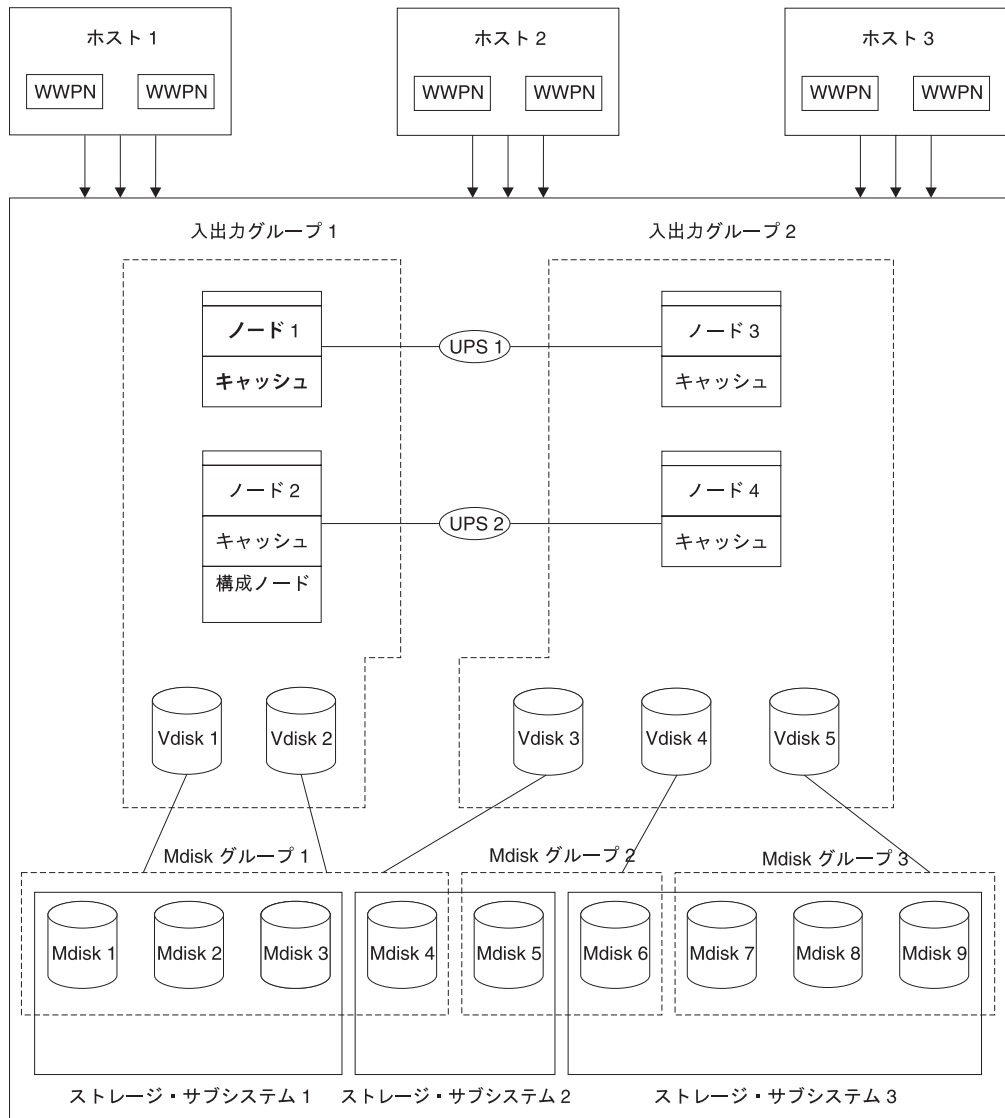 ホスト 1
ホスト 2
ホスト 3
WWPN
WWPN
WWPN
WWPN
WWPN
WWPN
入出力グループ 1
入出力グループ 2
ノード 1
キャッシュ
UPS 1
ノード 3
キャッシュ
ノード 2
キャッシュ
構成ノード
UPS 2
ノード 4
キャッシュ
Vdisk 1
Vdisk 2
Vdisk 3
Vdisk 4
Vdisk 5
Mdisk グループ 1
Mdisk グループ 2
Mdisk グループ 3
Mdisk 1
Mdisk 2
Mdisk 3
Mdisk 4
Mdisk 5
Mdisk 6
Mdisk 7
Mdisk 8
Mdisk 9
ストレージ・サブシステム 1
ストレージ・サブシステム 2
ストレージ・サブシステム 3